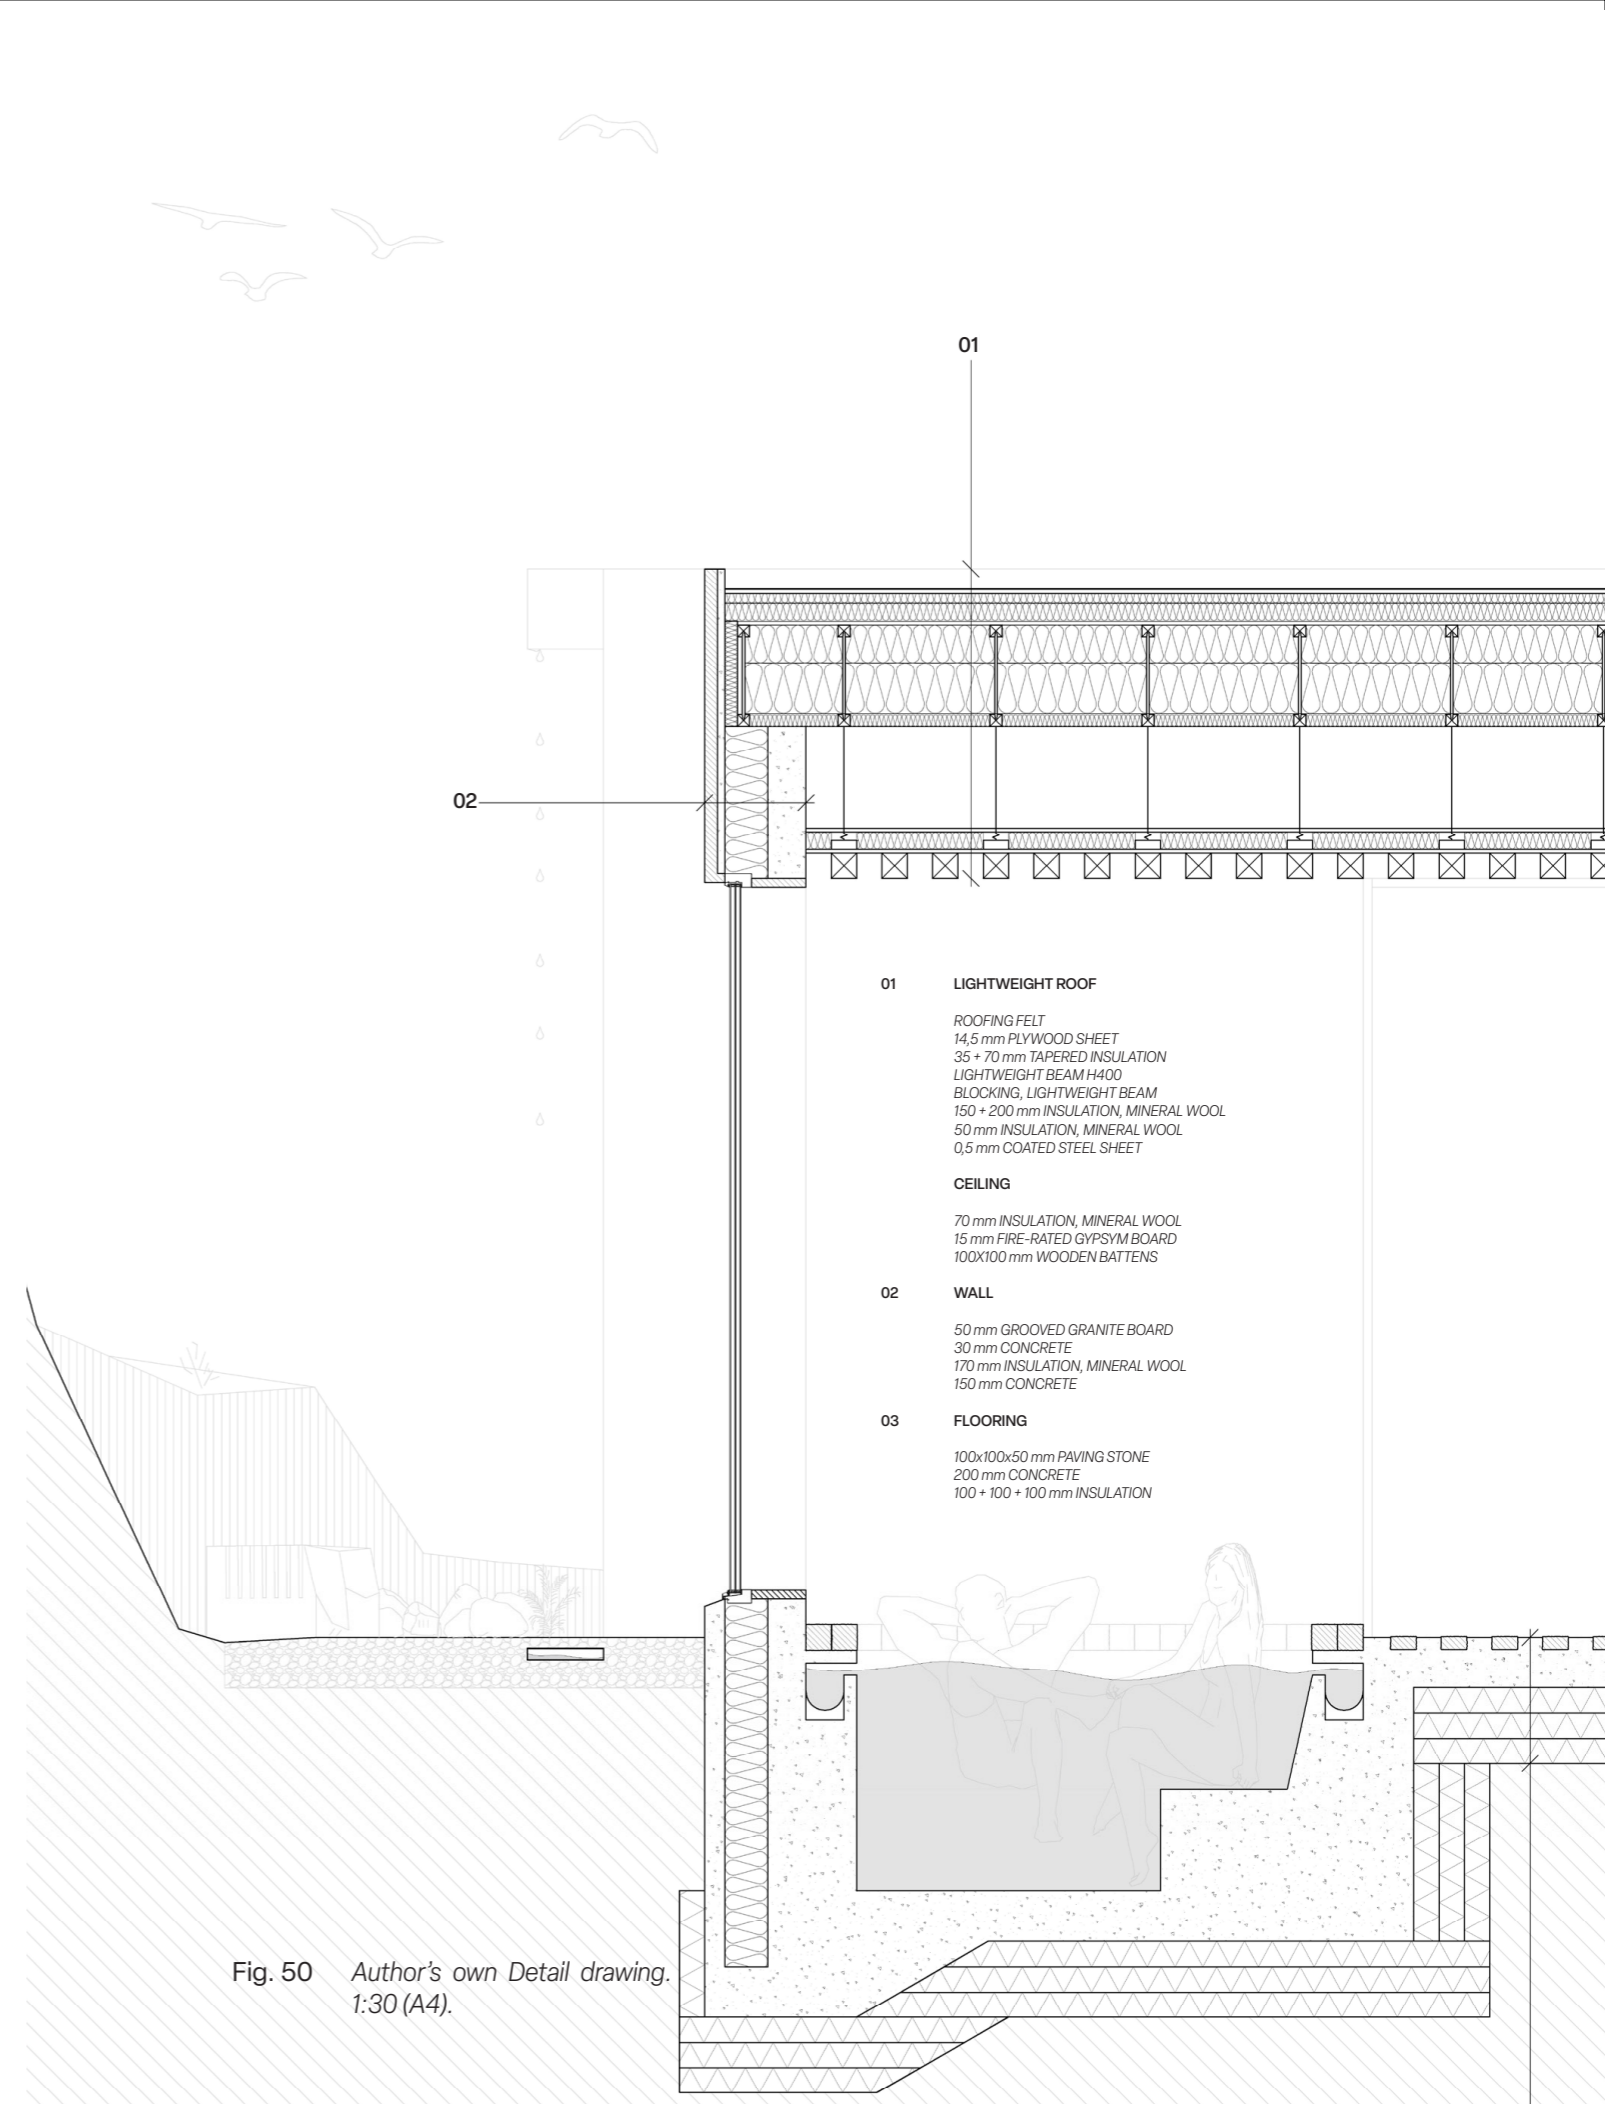 01
02
01 LIGHTWEIGHT ROOF
ROOFING FELT
14,5 mm PLYWOOD SHEET
35 + 70 mm TAPERED INSULATION
LIGHTWEIGHT BEAM H400
BLOCKING, LIGHTWEIGHT BEAM
150 + 200 mm INSULATION, MINERAL WOOL
50 mm INSULATION, MINERAL WOOL
0,5 mm COATED STEEL SHEET
CEILING
70 mm INSULATION, MINERAL WOOL
15 mm FIRE-RATED GYPSYM BOARD
100X100 mm WOODEN BATTENS
02 WALL
50 mm GROOVED GRANITE BOARD
30 mm CONCRETE
170 mm INSULATION, MINERAL WOOL
150 mm CONCRETE
03 FLOORING
100x100x50 mm PAVING STONE
200 mm CONCRETE
100 + 100 + 100 mm INSULATION
Fig. 50 Author's own Detail drawing.
1:30 (A4).